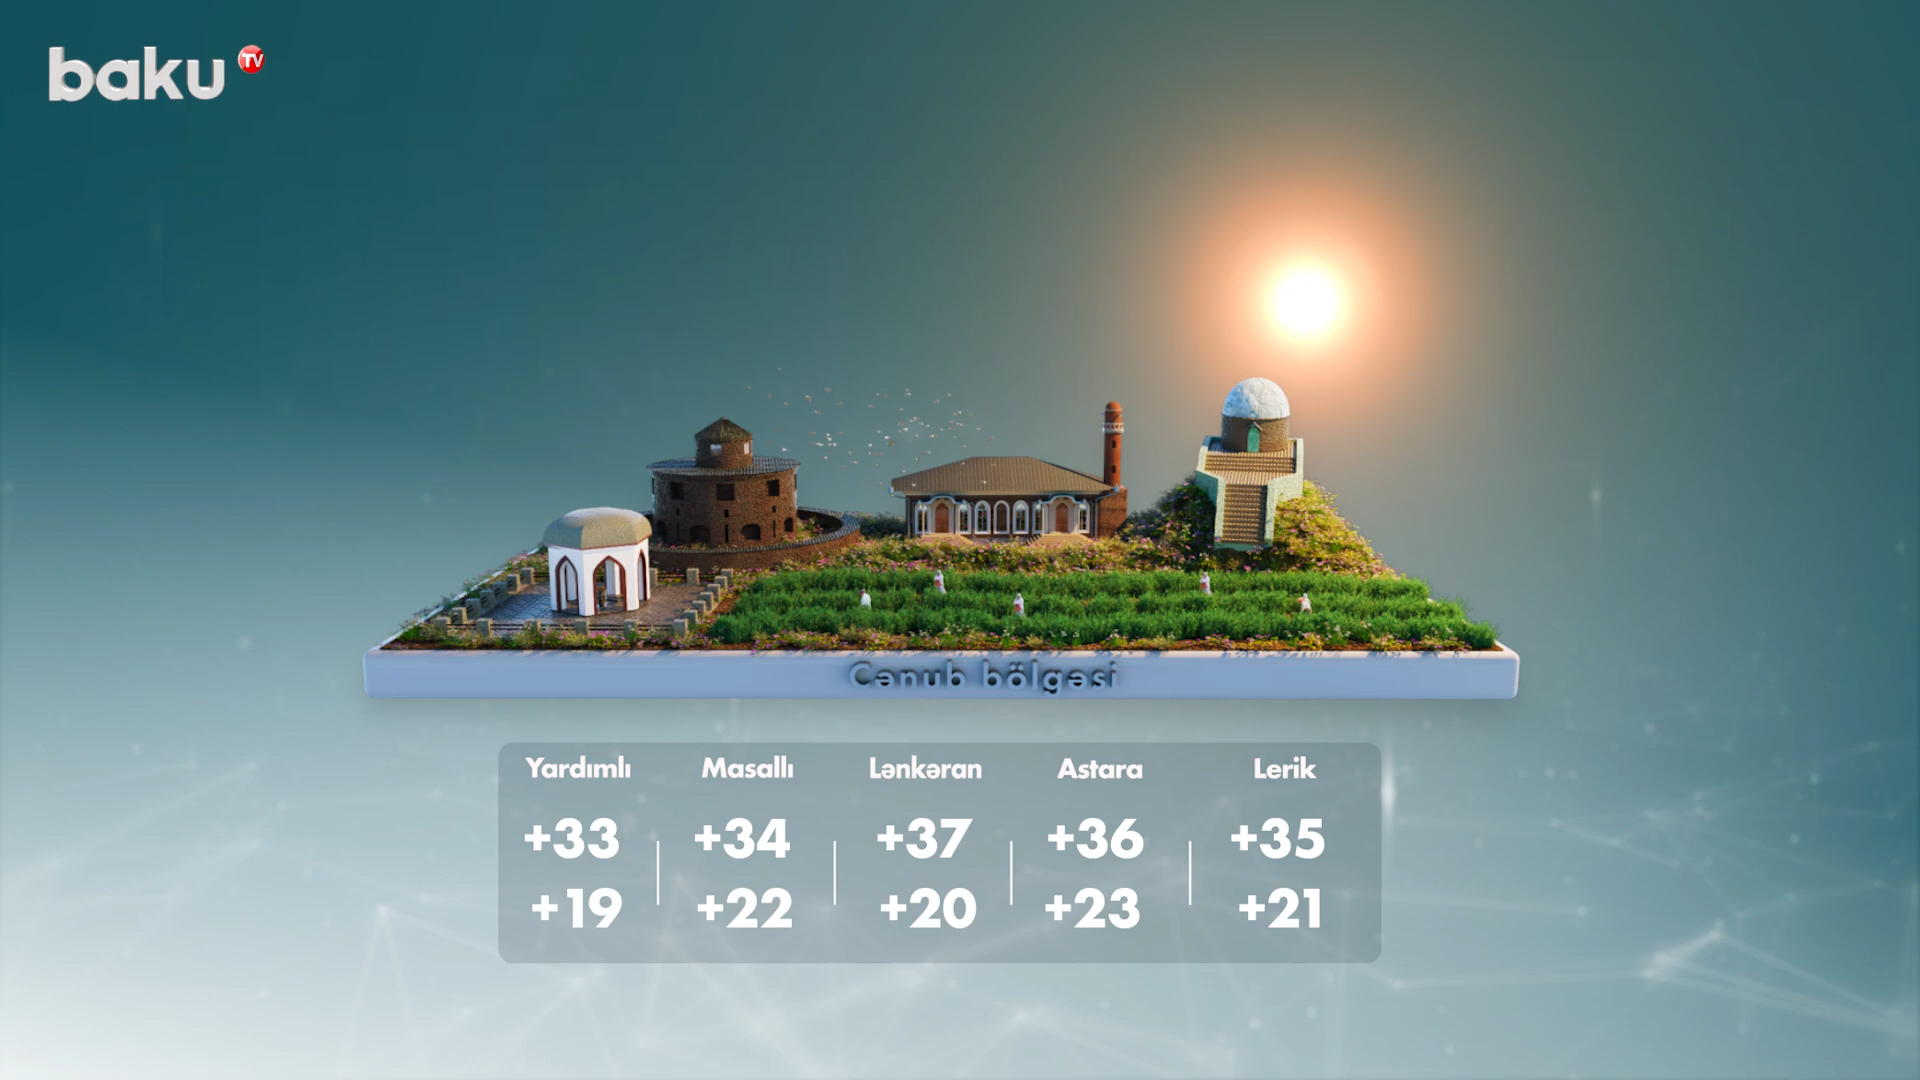 baku TV
Cənub bölgəsi
Yardımlı Masallı Lənkəran Astara Lerik
+33 +34 +37 +36 +35
+19 +22 +20 +23 +21